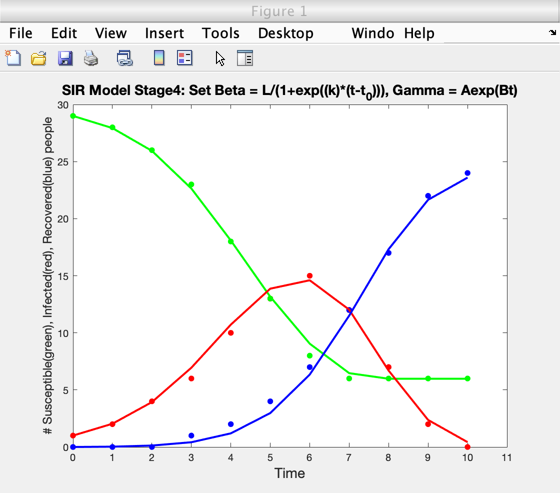 Figure 1
File Edit View Insert Tools Desktop Windo Help
SIR Model Stage4: Set Beta = L/(1+exp((k)*(t-t0))), Gamma = Aexp(Bt)
# Susceptible(green), Infected(red), Recovered(blue) people
30
25
20
15
10
5
0
0 1 2 3 4 5 6 7 8 9 10 11
Time